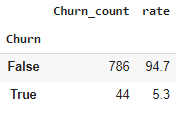 Churn_count rate
Churn
False 786 94.7
True 44 5.3